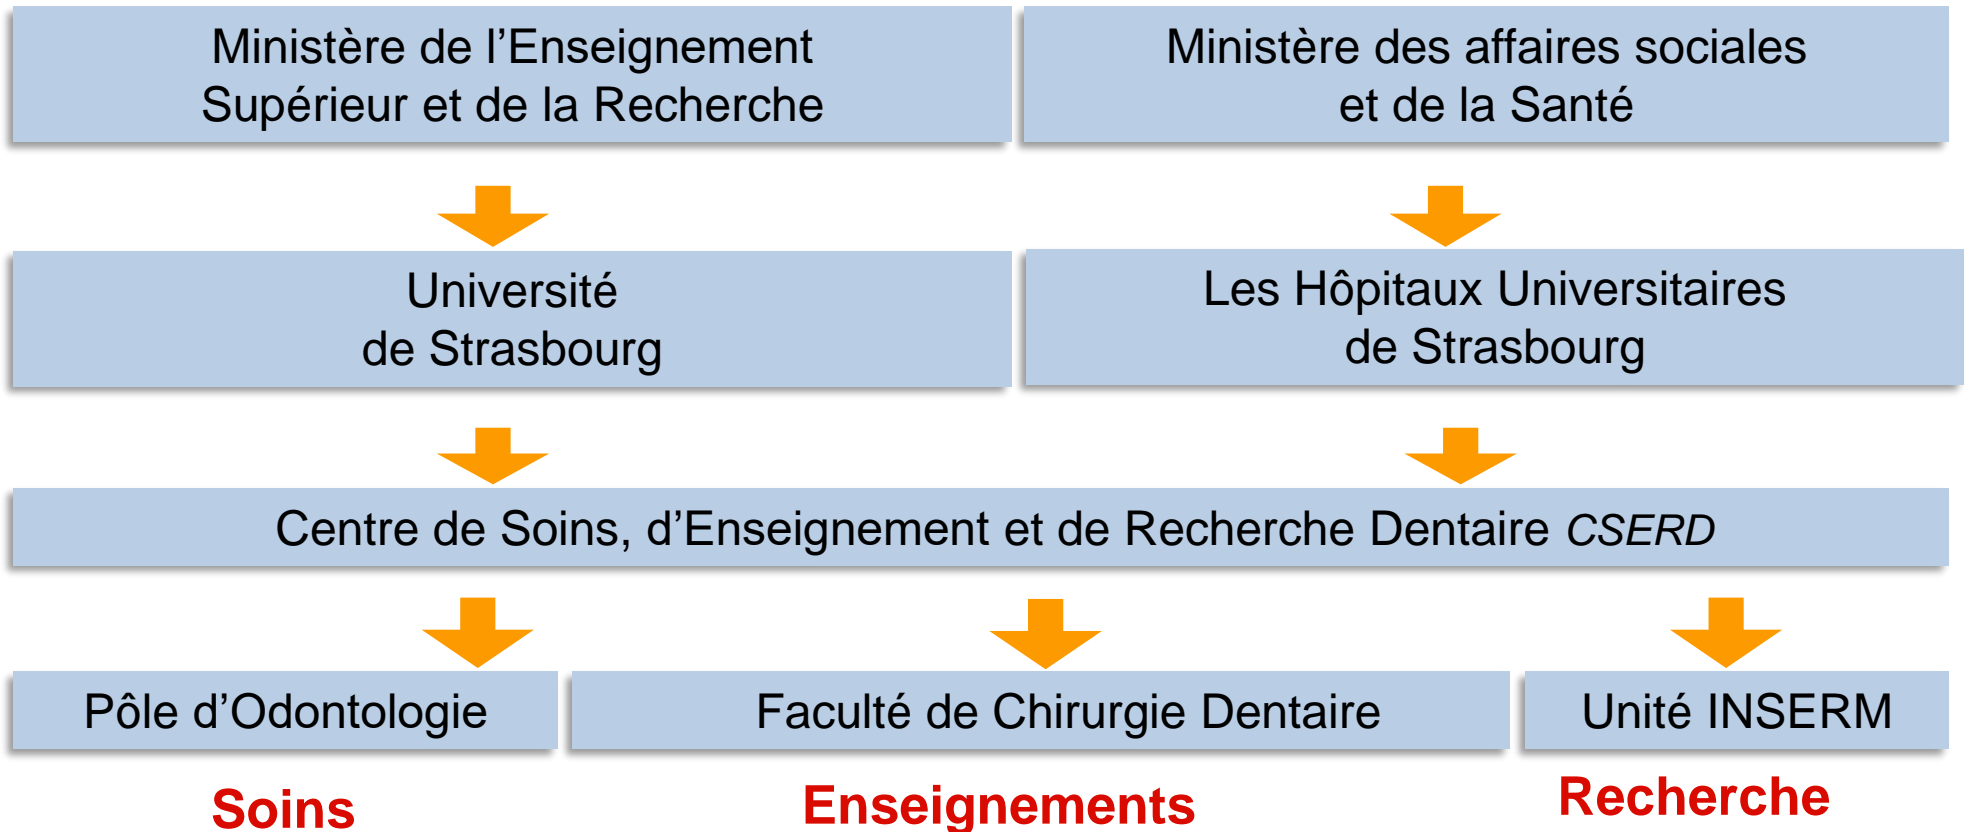 Ministère de l’Enseignement
Supérieur et de la Recherche
Ministère des affaires sociales
et de la Santé
Université
de Strasbourg
Les Hôpitaux Universitaires
de Strasbourg
Centre de Soins, d’Enseignement et de Recherche Dentaire CSERD
Pôle d’Odontologie
Faculté de Chirurgie Dentaire
Unité INSERM
Soins
Enseignements
Recherche